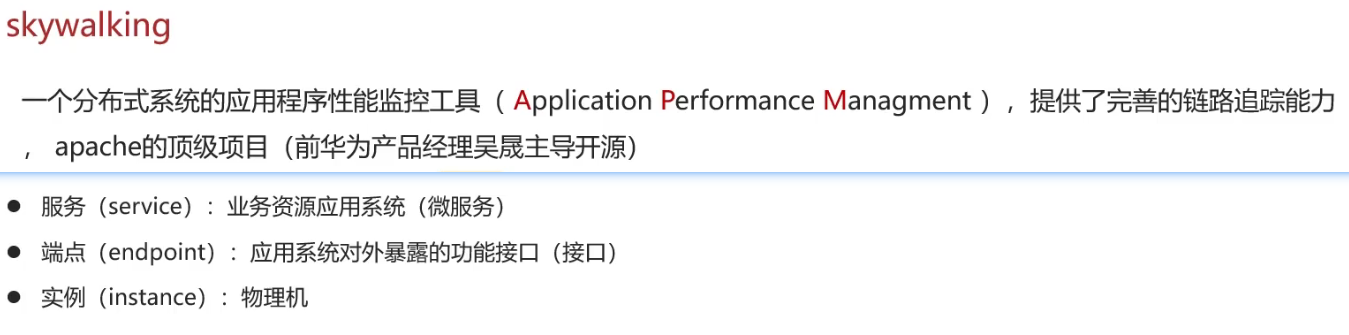 skywalking
一个分布式系统的应用程序性能监控工具（ Application Performance Managment ），提供了完善的链路追踪能力
， apache的顶级项目（前华为产品经理吴晟主导开源）
● 服务（service）：业务资源应用系统（微服务）
● 端点（endpoint）：应用系统对外暴露的功能接口（接口）
● 实例（instance）：物理机